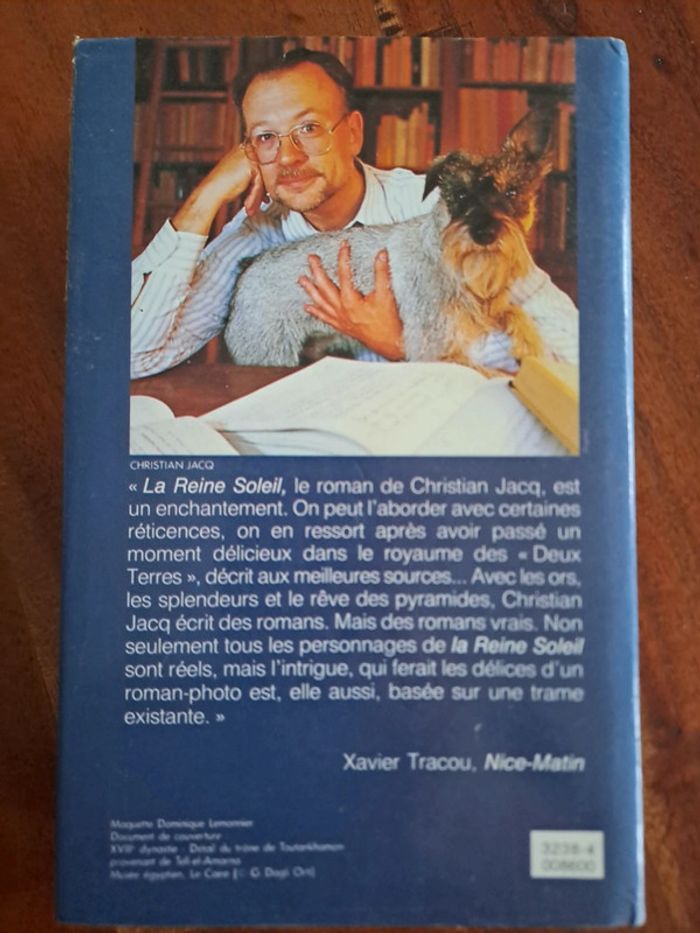 CHRISTIAN JACQ
« La Reine Soleil, le roman de Christian Jacq, est
un enchantement. On peut l'aborder avec certaines
réticences, on en ressort après avoir passé un
moment délicieux dans le royaume des « Deux
Terres », décrit aux meilleures sources... Avec les ors,
les splendeurs et le rêve des pyramides, Christian
Jacq écrit des romans. Mais des romans vrais. Non
seulement tous les personnages de la Reine Soleil
sont réels, mais l'intrigue, qui ferait les délices d'un
roman-photo est, elle aussi, basée sur une trame
existante. »
Xavier Tracou, Nice-Matin
Maquette Dominique Lemonnier
Document de couverture
XVIIIe dynastie - Détail du trône de Toutankhamon
provenant de Tell-el-Amarna
Musée égyptien, Le Caire (© G Dagli Orti)
3238-4
008600